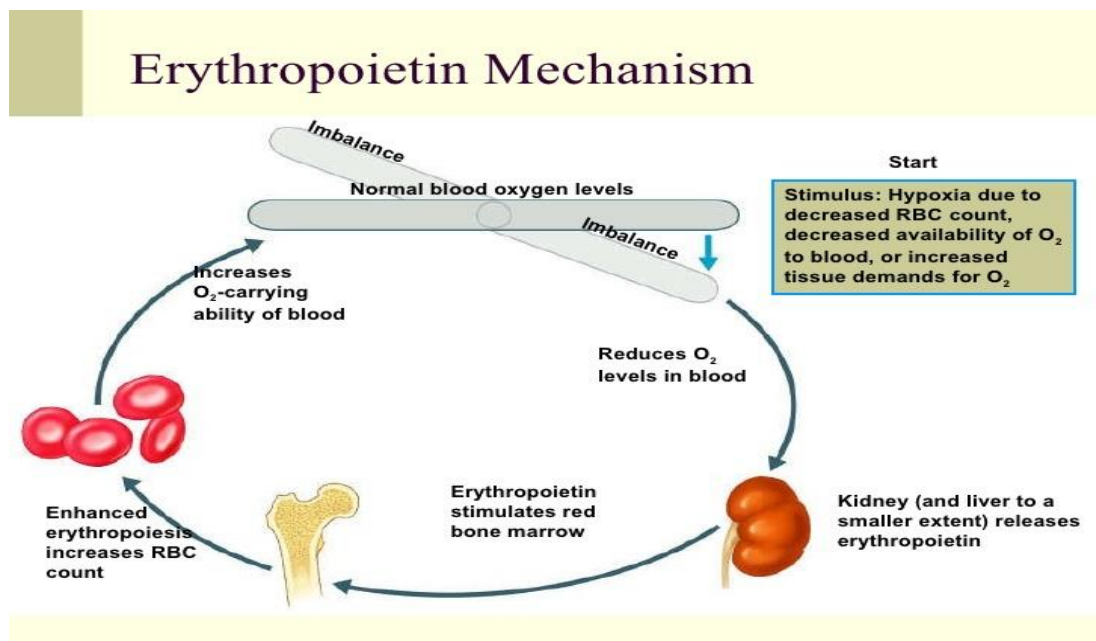 Erythropoietin Mechanism
Imbalance
Normal blood oxygen levels
Imbalance
Start
Stimulus: Hypoxia due to
decreased RBC count,
decreased availability of O₂
to blood, or increased
tissue demands for O₂
Reduces O₂
levels in blood
Kidney (and liver to a
smaller extent) releases
erythropoietin
Erythropoietin
stimulates red
bone marrow
Enhanced
erythropoiesis
increases RBC
count
Increases
O₂-carrying
ability of blood